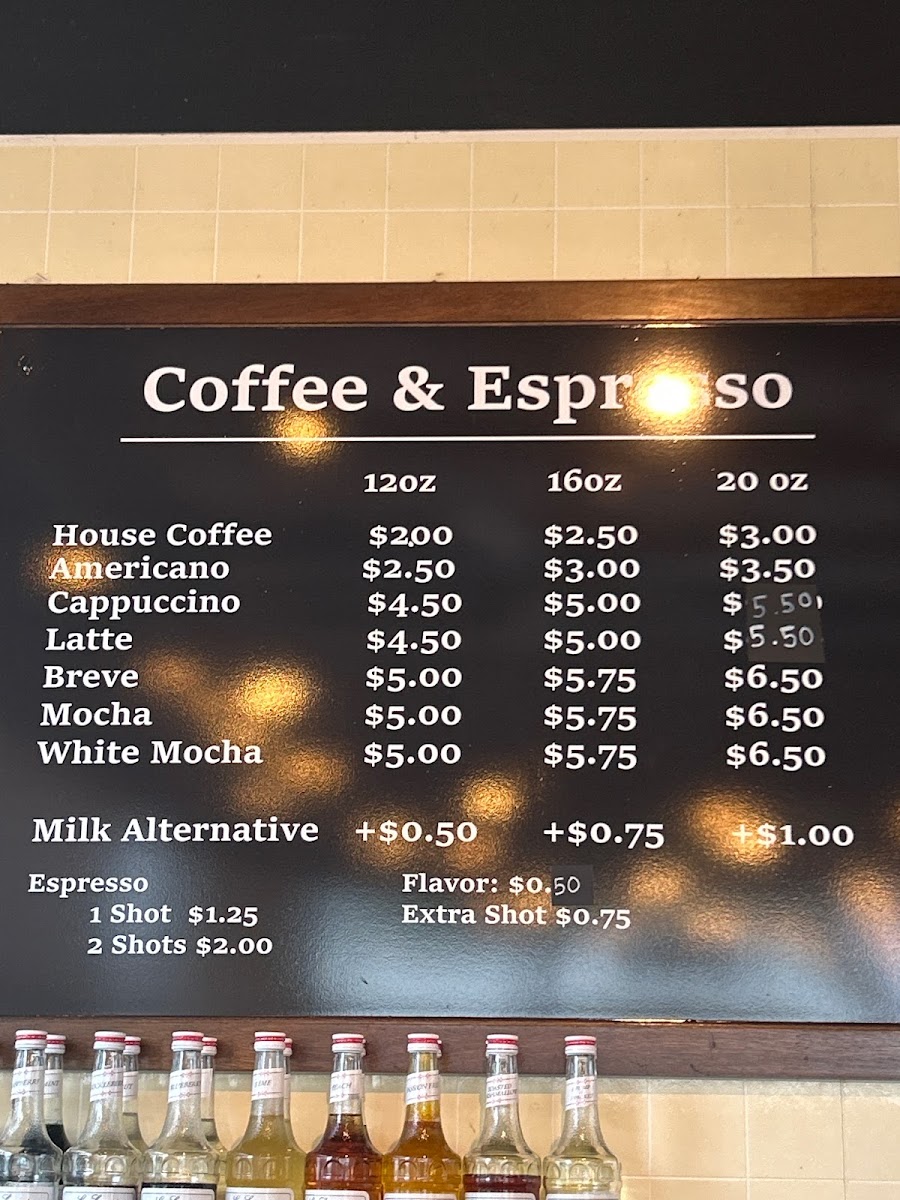 Coffee & Espresso
12oz 16oz 20 oz
House Coffee $2.00 $2.50 $3.00
Americano $2.50 $3.00 $3.50
Cappuccino $4.50 $5.00 $5.50
Latte $4.50 $5.00 $5.50
Breve $5.00 $5.75 $6.50
Mocha $5.00 $5.75 $6.50
White Mocha $5.00 $5.75 $6.50
Milk Alternative +$0.50 +$0.75 +$1.00
Espresso Flavor: $0.50
1 Shot $1.25 Extra Shot $0.75
2 Shots $2.00
LIME PEACH